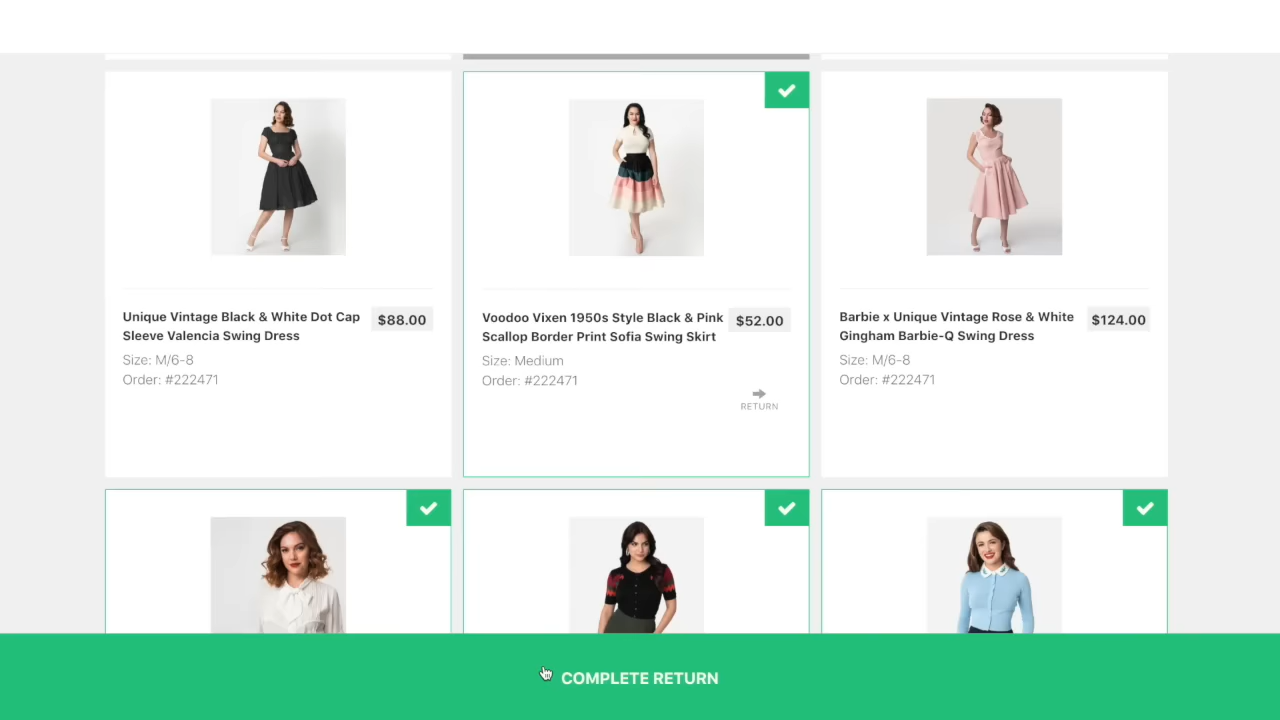 Unique Vintage Black & White Dot Cap
Sleeve Valencia Swing Dress
$88.00
Size: M/6-8
Order: #222471
Voodoo Vixen 1950s Style Black & Pink
Scallop Border Print Sofia Swing Skirt
$52.00
Size: Medium
Order: #222471
RETURN
Barbie x Unique Vintage Rose & White
Gingham Barbie-Q Swing Dress
$124.00
Size: M/6-8
Order: #222471
COMPLETE RETURN